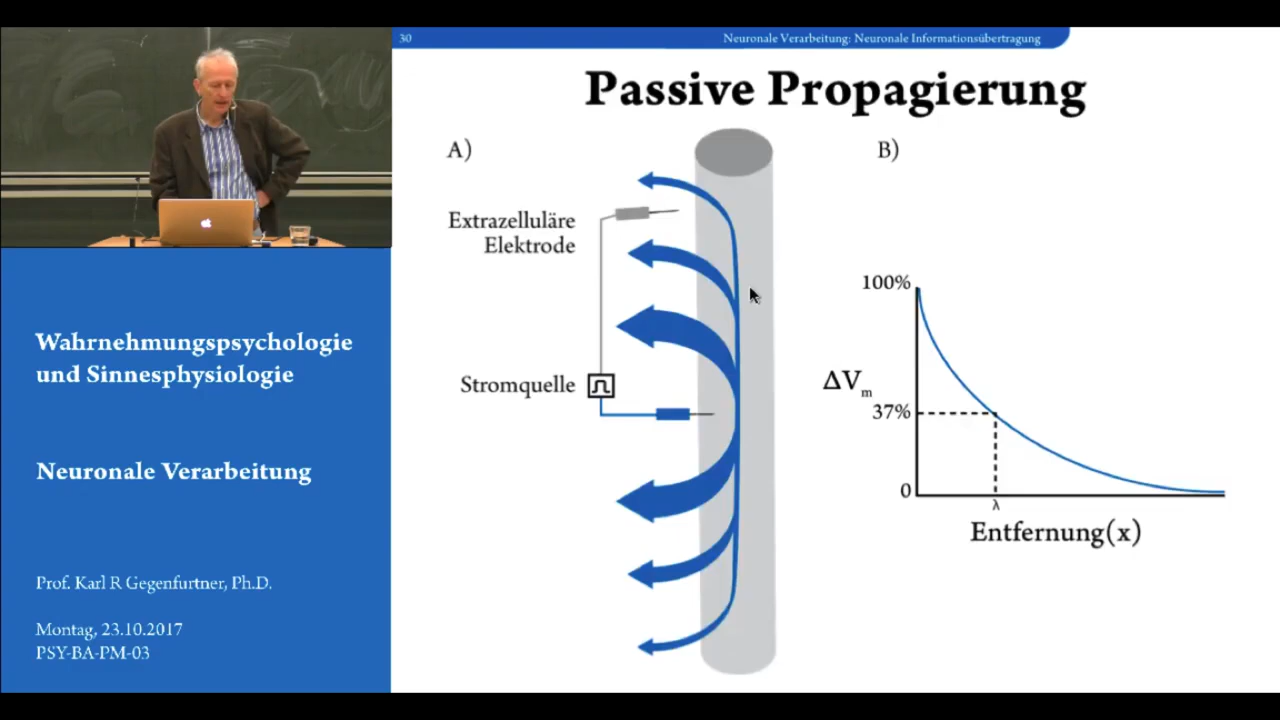 30
Neuronale Verarbeitung: Neuronale Informationsübertragung
Passive Propagierung
A)
B)
Extrazelluläre
Elektrode
Stromquelle
100%
ΔVm
37%
0
λ
Entfernung(x)
Wahrnehmungspsychologie
und Sinnesphysiologie
Neuronale Verarbeitung
Prof. Karl R Gegenfurtner, Ph.D.
Montag, 23.10.2017
PSY-BA-PM-03